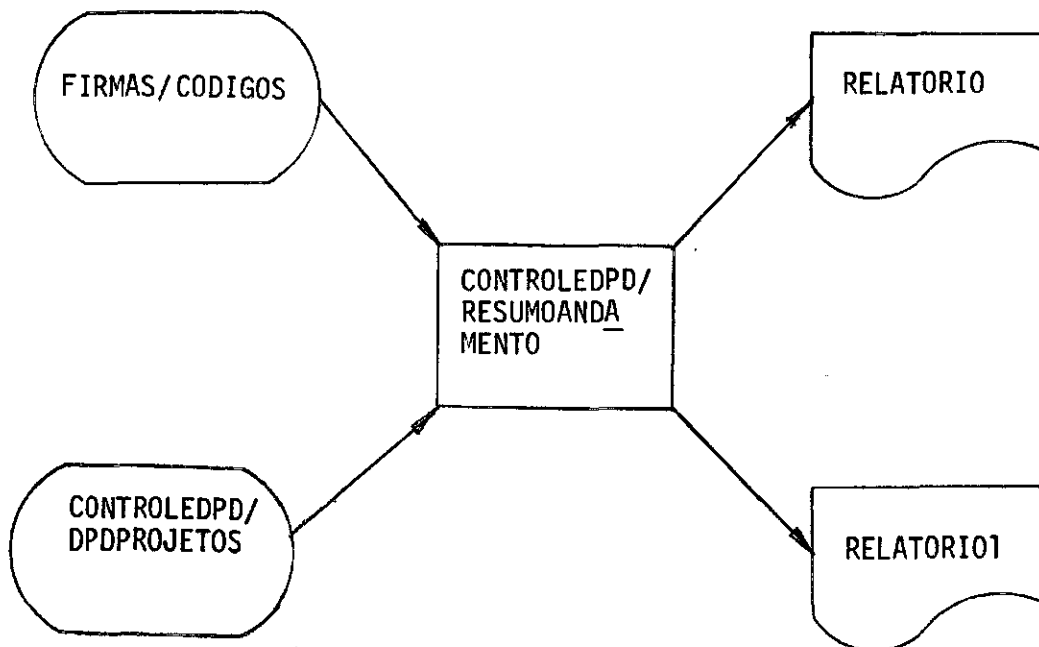 FIRMAS/CODIGOS
RELATORIO
CONTROLEDPD/
RESUMOANDA
MENTO
CONTROLEDPD/
DPDPROJETOS
RELATORIO1